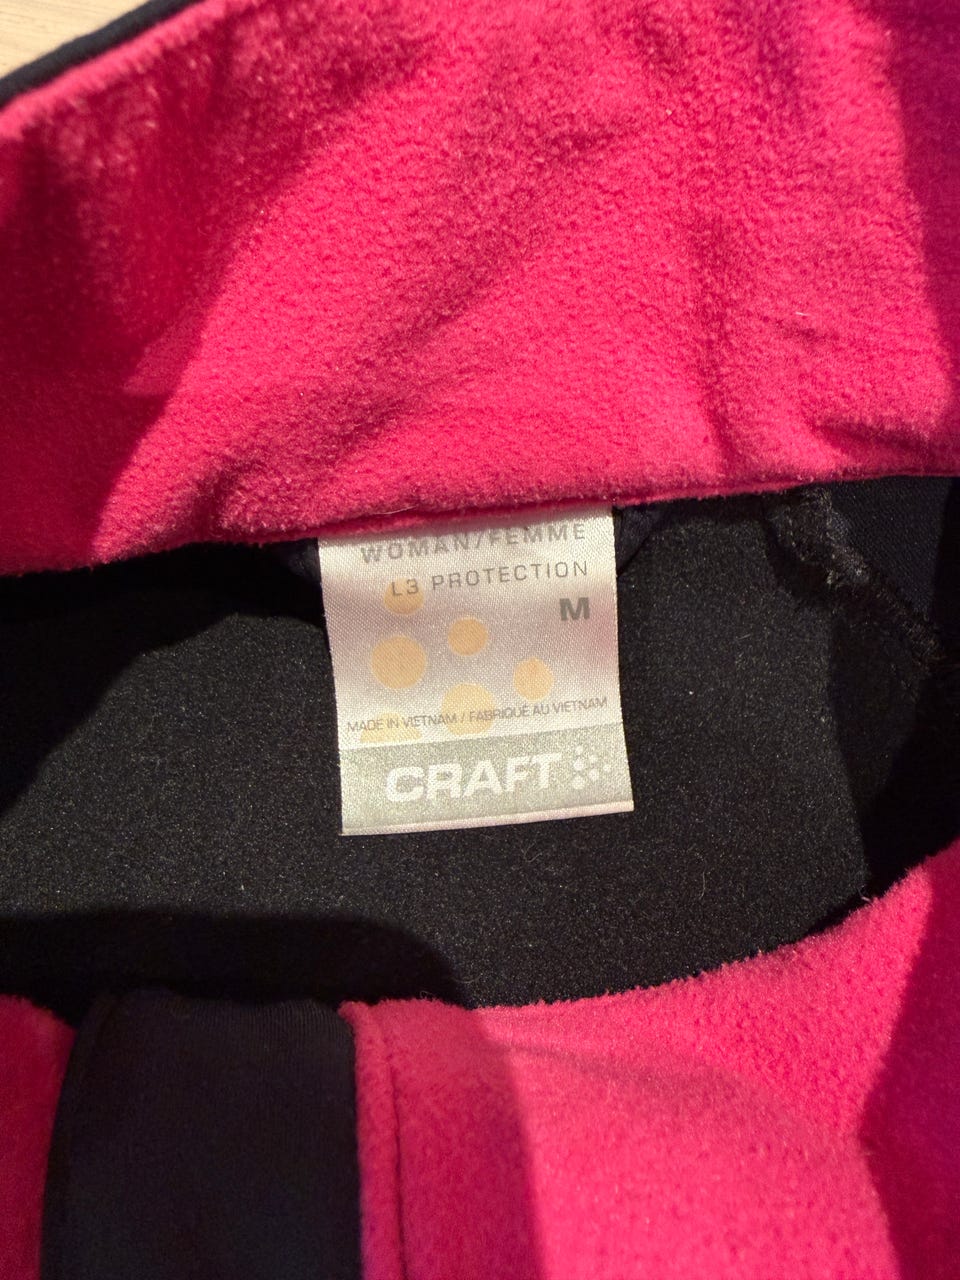 WOMAN/FEMME
L3 PROTECTION
M
MADE IN VIETNAM / FABRIQUÉ AU VIETNAM
CRAFT